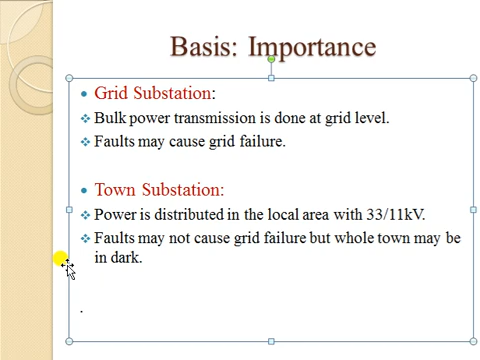 Basis: Importance
Grid Substation:
Bulk power transmission is done at grid level.
Faults may cause grid failure.
Town Substation:
Power is distributed in the local area with 33/11kV.
Faults may not cause grid failure but whole town may be
in dark.
.